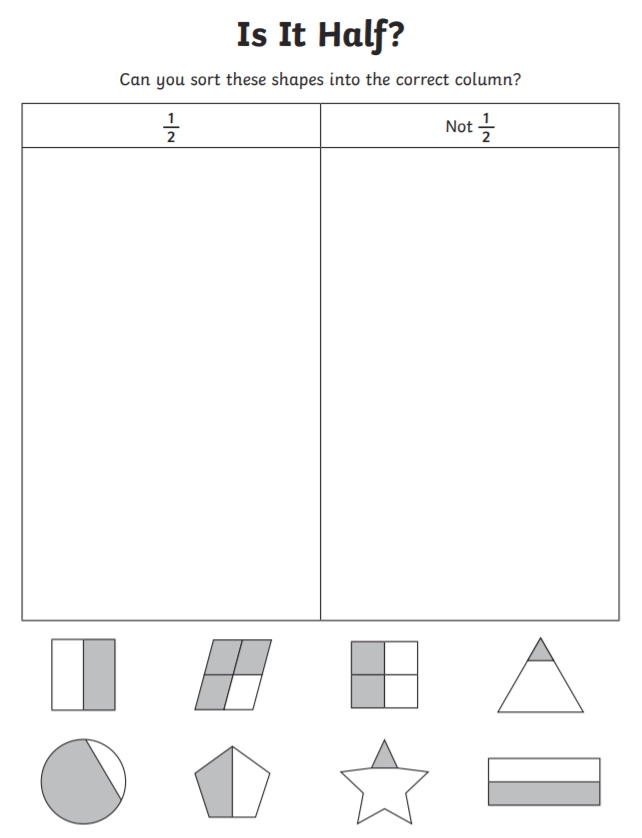 Is It Half?
Can you sort these shapes into the correct column?
1/2
Not 1/2